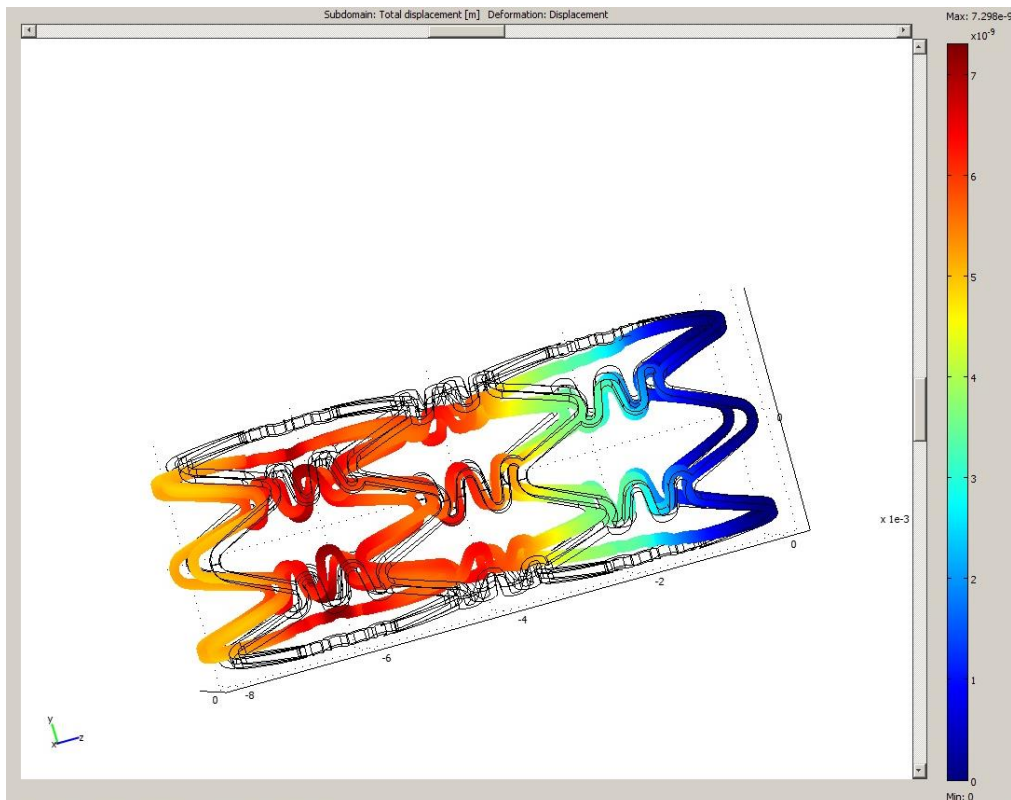 Subdomain: Total displacement [m] Deformation: Displacement
Max: 7.298e-9
x10-9
7
6
5
4
3
2
1
0
Min: 0
0
x 1e-3
0
-2
-4
-6
-8
0
y
x
z